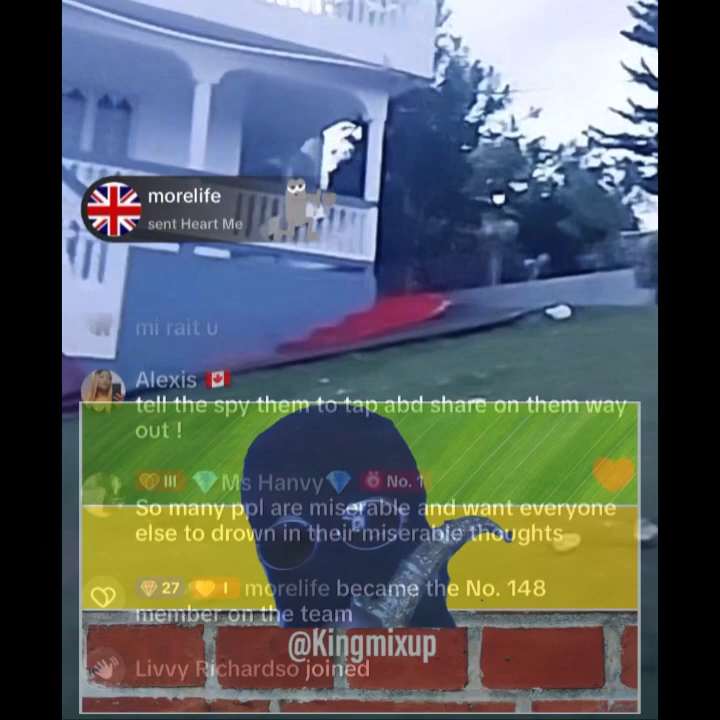 morelife
sent Heart Me
mi rait u
Alexis
tell the spy them to tap abd share on them way
out !
III Ms Hanvy No. 1
So many ppl are miserable and want everyone
else to drown in their miserable thoughts
27 I morelife became the No. 148
member on the team
@Kingmixup
Livvy Richardso joined